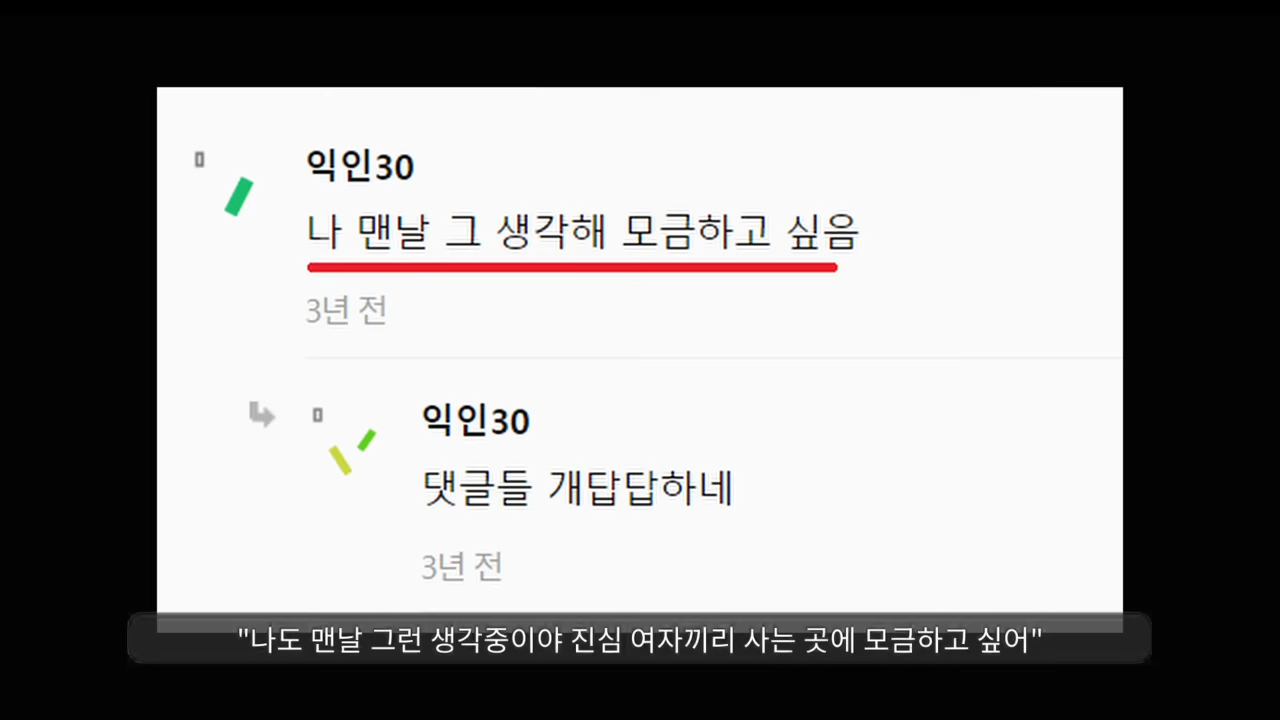 익인30
나 맨날 그 생각해 모금하고 싶음
3년 전
익인30
댓글들 개답답하네
3년 전
"나도 맨날 그런 생각중이야 진심 여자끼리 사는 곳에 모금하고 싶어"